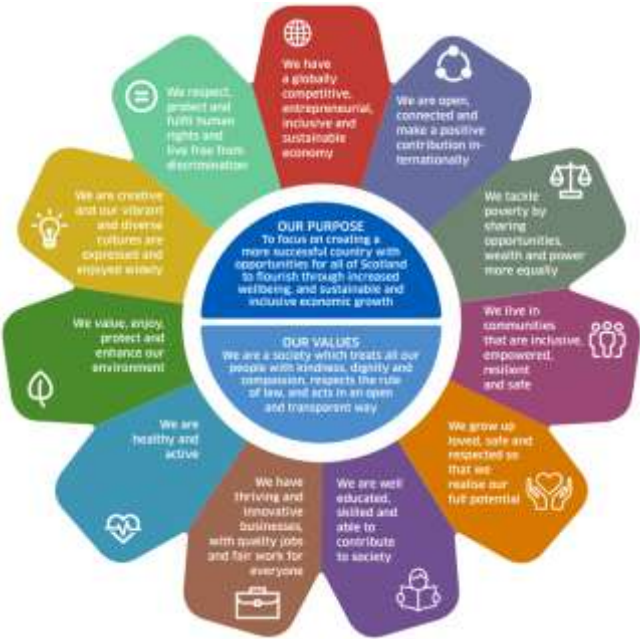 We have
a globally
competitive,
entrepreneurial,
inclusive and
sustainable
economy
We are open,
connected and
make a positive
contribution in-
ternationally
We tackle
poverty by
sharing
opportunities,
wealth and power
more equally
We live in
communities
that are inclusive,
empowered,
resilient
and safe
We grow up
loved, safe and
respected so
that we
realise our
full potential
We are well
educated,
skilled and
able to
contribute
to society
We have
thriving and
innovative
businesses,
with quality jobs
and fair work for
everyone
We are
healthy and
active
We value, enjoy,
protect and
enhance our
environment
We are creative
and our vibrant
and diverse
cultures are
expressed and
enjoyed widely
We respect,
protect and
fulfil human
rights and
live free from
discrimination
OUR PURPOSE
To focus on creating a
more successful country with
opportunities for all of Scotland
to flourish through increased
wellbeing, and sustainable and
inclusive economic growth
OUR VALUES
We are a society which treats all our
people with kindness, dignity and
compassion, respects the rule
of law, and acts in an open
and transparent way